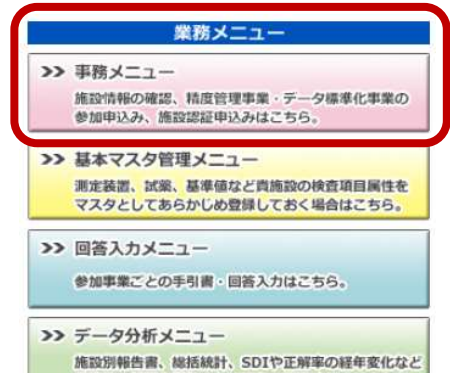 業務メニュー
>> 事務メニュー
施設情報の確認、精度管理事業・データ標準化事業の
参加申込み、施設認証申込みはこちら。
>> 基本マスタ管理メニュー
測定装置、試薬、基準値など貴施設の検査項目属性を
マスタとしてあらかじめ登録しておく場合はこちら。
>> 回答入力メニュー
参加事業ごとの手引書・回答入力はこちら。
>> データ分析メニュー
施設別報告書、総括統計、SDIや正解率の経年変化など